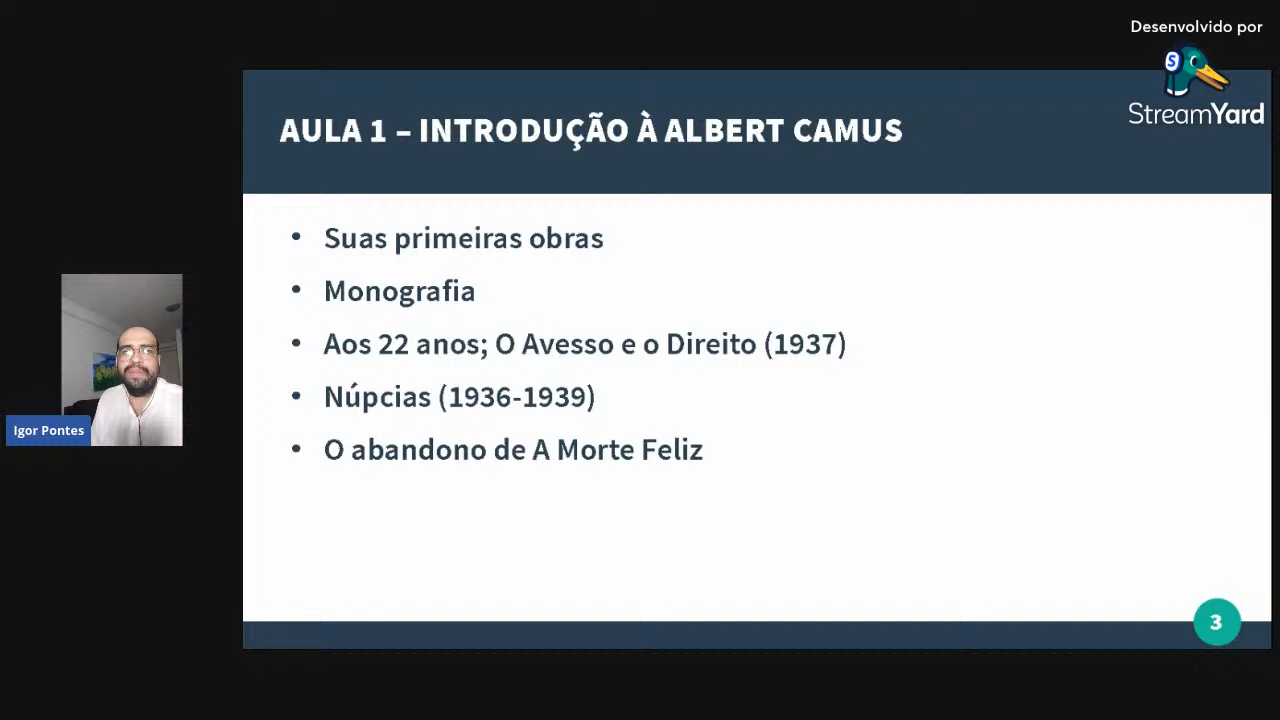 Desenvolvido por
S
StreamYard
AULA 1 – INTRODUÇÃO À ALBERT CAMUS
• Suas primeiras obras
• Monografia
• Aos 22 anos; O Avesso e o Direito (1937)
• Núpcias (1936-1939)
• O abandono de A Morte Feliz
Igor Pontes
3